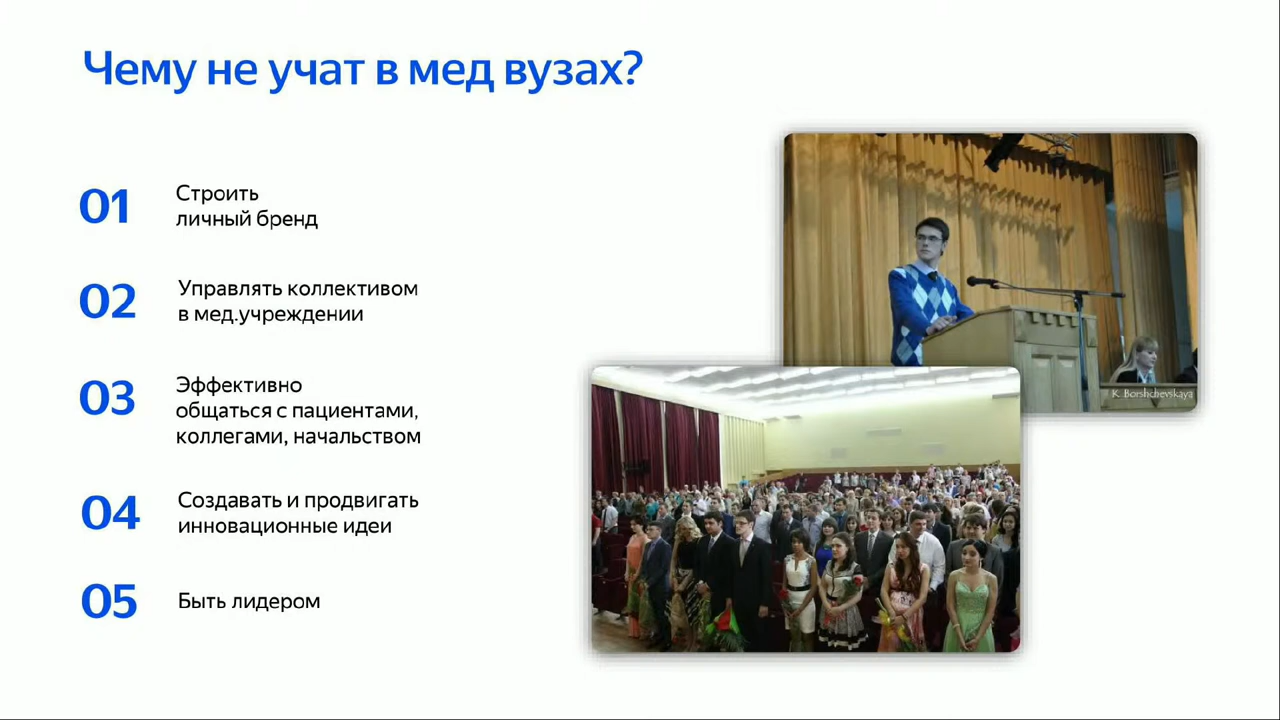 Чему не учат в мед вузах?
01
Строить
личный бренд
02
Управлять коллективом
в мед.учреждении
03
Эффективно
общаться с пациентами,
коллегами, начальством
04
Создавать и продвигать
инновационные идеи
05
Быть лидером
K. Borshchevskaya